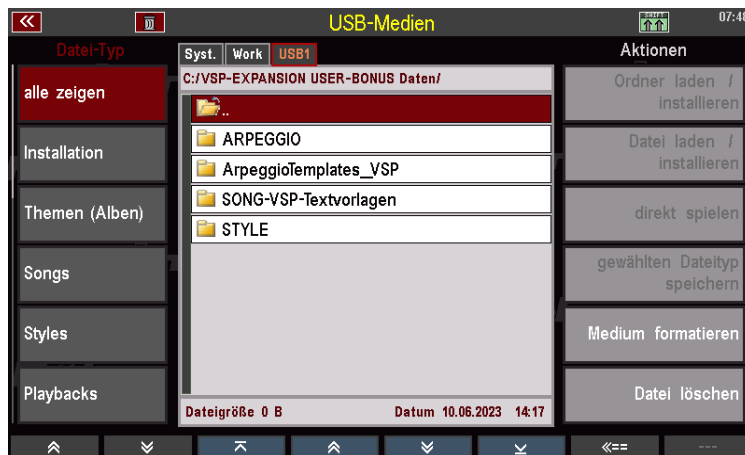 USB-Medien
SHIFT
07:48
Datei-Typ
Syst. Work USB1
Aktionen
C:/VSP-EXPANSION USER-BONUS Daten/
alle zeigen
Installation
Themen (Alben)
Songs
Styles
Playbacks
..
ARPEGGIO
ArpeggioTemplates_VSP
SONG-VSP-Textvorlagen
STYLE
Dateigröße 0 B Datum 10.06.2023 14:17
Ordner laden /
installieren
Datei laden /
installieren
direkt spielen
gewählten Dateityp
speichern
Medium formatieren
Datei löschen
«==
---